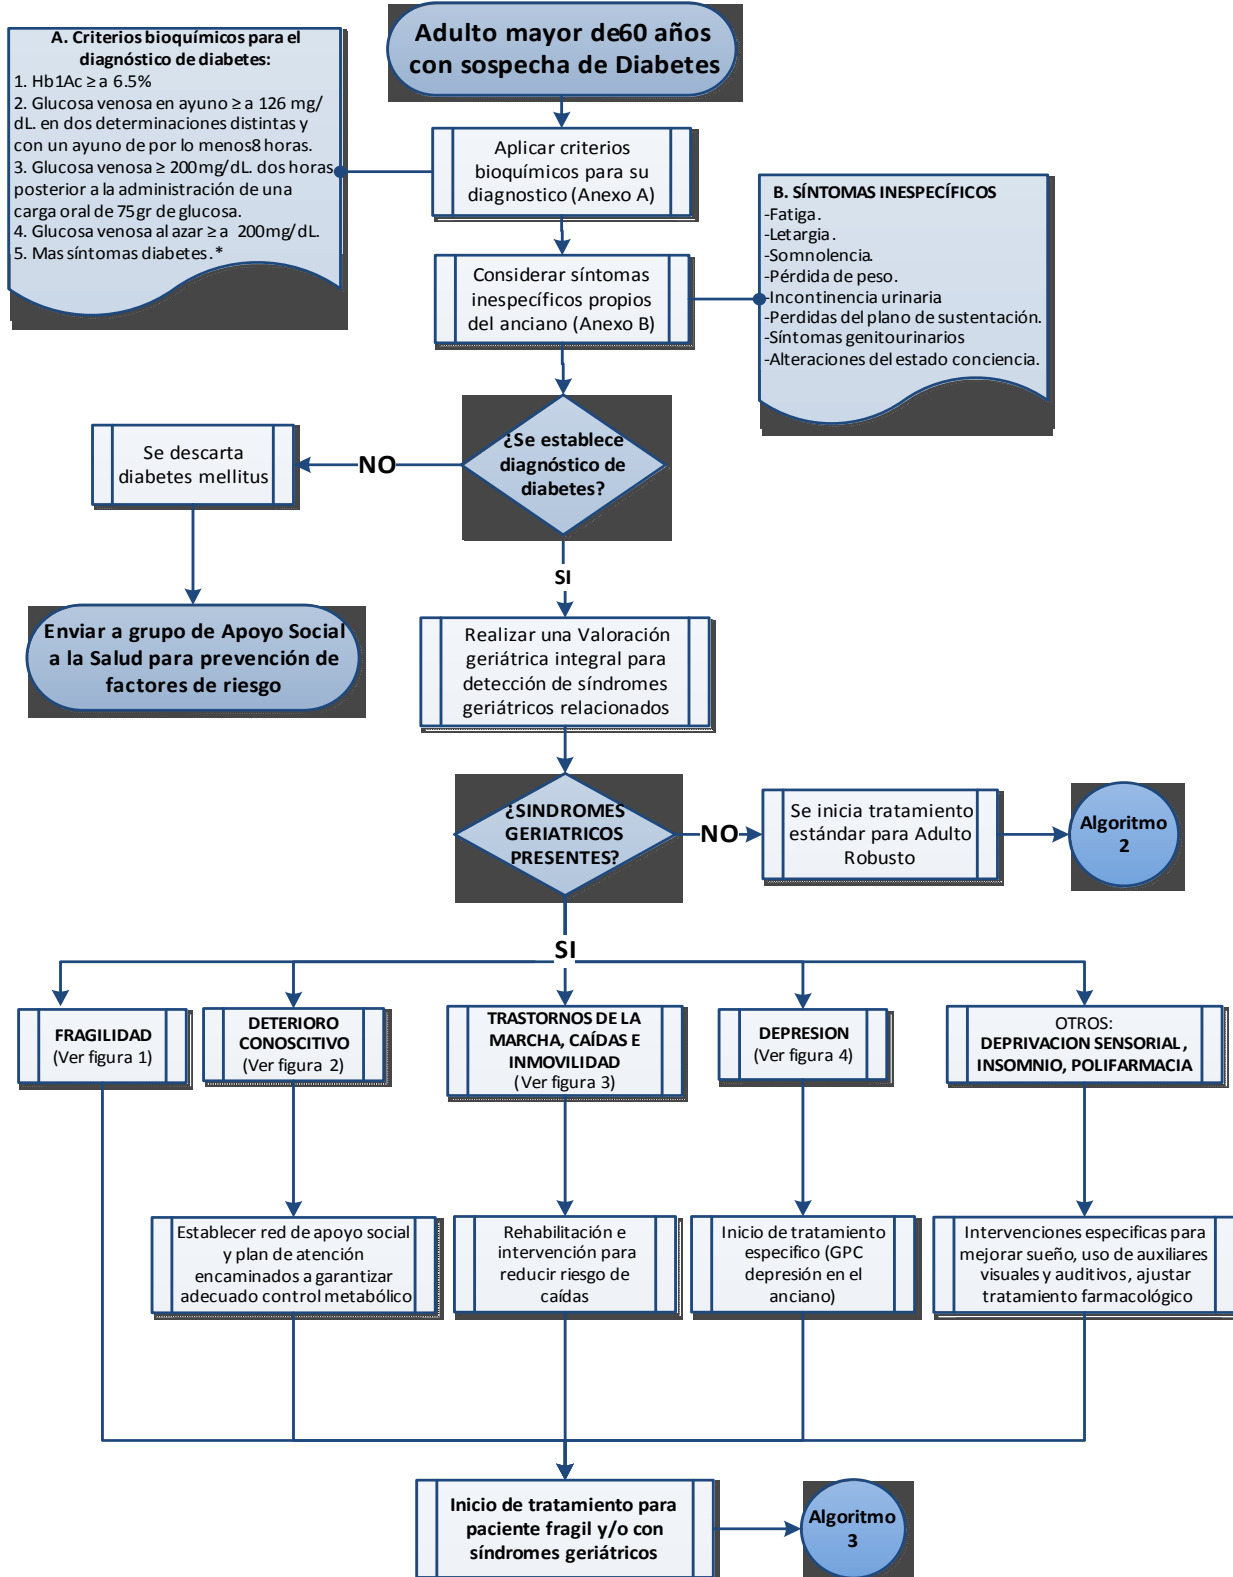 Adulto mayor de60 años
con sospecha de Diabetes
A. Criterios bioquímicos para el
diagnóstico de diabetes:
1. Hb1Ac ≥ a 6.5%
2. Glucosa venosa en ayuno ≥ a 126 mg/
dL. en dos determinaciones distintas y
con un ayuno de por lo menos8 horas.
3. Glucosa venosa ≥ 200mg/dL. dos horas
posterior a la administración de una
carga oral de 75gr de glucosa.
4. Glucosa venosa al azar ≥ a 200mg/dL.
5. Mas síntomas diabetes. *
Aplicar criterios
bioquímicos para su
diagnostico (Anexo A)
Considerar síntomas
inespecíficos propios
del anciano (Anexo B)
B. SÍNTOMAS INESPECÍFICOS
-Fatiga.
-Letargia.
-Somnolencia.
-Pérdida de peso.
-Incontinencia urinaria
-Perdidas del plano de sustentación.
-Síntomas genitourinarios
-Alteraciones del estado conciencia.
¿Se establece
diagnóstico de
diabetes?
NO
Se descarta
diabetes mellitus
Enviar a grupo de Apoyo Social
a la Salud para prevención de
factores de riesgo
SI
Realizar una Valoración
geriátrica integral para
detección de síndromes
geriátricos relacionados
¿SINDROMES
GERIATRICOS
PRESENTES?
NO
Se inicia tratamiento
estándar para Adulto
Robusto
Algoritmo
2
SI
FRAGILIDAD
(Ver figura 1)
DETERIORO
CONOSCITIVO
(Ver figura 2)
TRASTORNOS DE LA
MARCHA, CAÍDAS E
INMOVILIDAD
(Ver figura 3)
DEPRESION
(Ver figura 4)
OTROS:
DEPRIVACION SENSORIAL,
INSOMNIO, POLIFARMACIA
Establecer red de apoyo social
y plan de atención
encaminados a garantizar
adecuado control metabólico
Rehabilitación e
intervención para
reducir riesgo de
caídas
Inicio de tratamiento
especifico (GPC
depresión en el
anciano)
Intervenciones especificas para
mejorar sueño, uso de auxiliares
visuales y auditivos, ajustar
tratamiento farmacológico
Inicio de tratamiento para
paciente fragil y/o con
síndromes geriátricos
Algoritmo
3